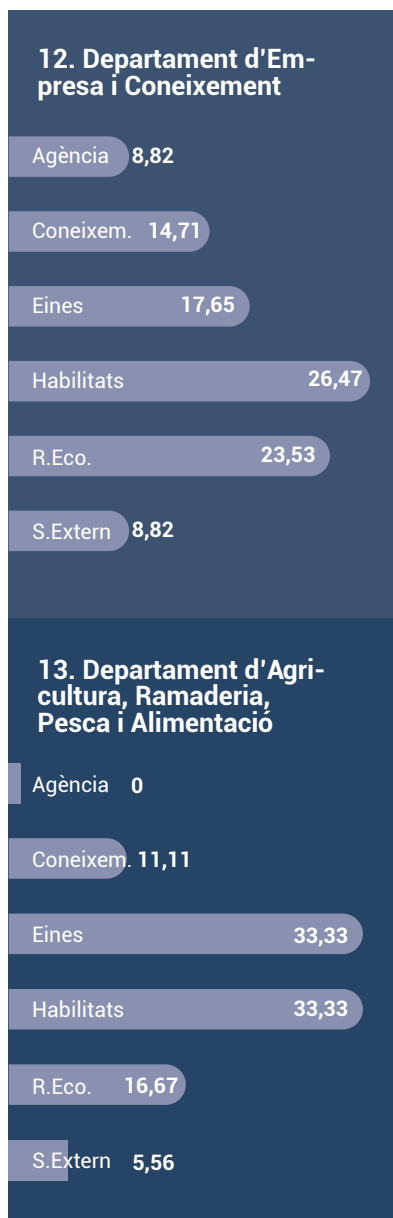 12. Departament d'Em-
presa i Coneixement
Agència 8,82
Coneixem. 14,71
Eines 17,65
Habilitats 26,47
R.Eco. 23,53
S.Extern 8,82
13. Departament d'Agri-
cultura, Ramaderia,
Pesca i Alimentació
Agència 0
Coneixem. 11,11
Eines 33,33
Habilitats 33,33
R.Eco. 16,67
S.Extern 5,56